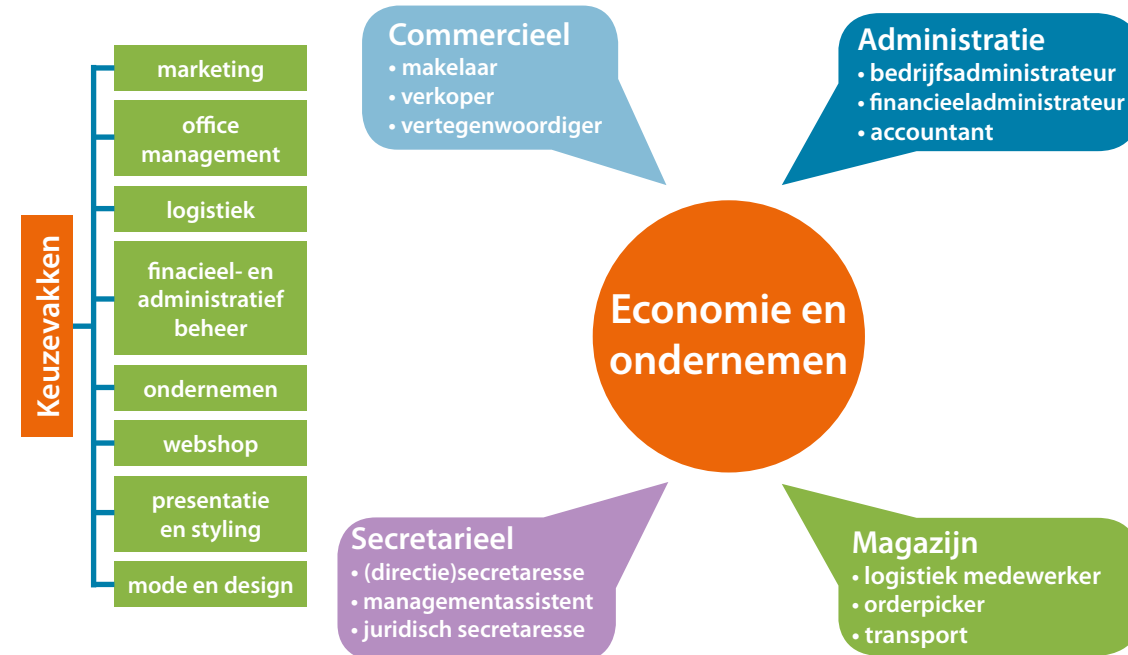 Keuzevakken
marketing
office
management
logistiek
finacieel- en
administratief
beheer
ondernemen
webshop
presentatie
en styling
mode en design
Commercieel
• makelaar
• verkoper
• vertegenwoordiger
Administratie
• bedrijfsadministrateur
• financieeladministrateur
• accountant
Economie en
ondernemen
Secretarieel
• (directie)secretaresse
• managementassistent
• juridisch secretaresse
Magazijn
• logistiek medewerker
• orderpicker
• transport